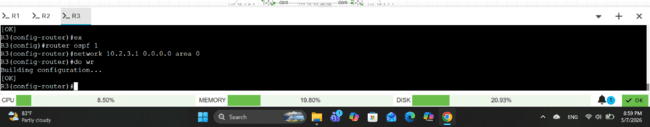 R1
R2
R3
[OK]
R3(config-router)#ex
R3(config)#router ospf 1
R3(config-router)#network 10.2.3.1 0.0.0.0 area 0
R3(config-router)#do wr
Building configuration...
[OK]
R3(config-router)#
CPU 8.50% MEMORY 19.80% DISK 20.93% 1 OK
83°F
Partly cloudy
Search
ENG
8:59 PM
5/7/2026